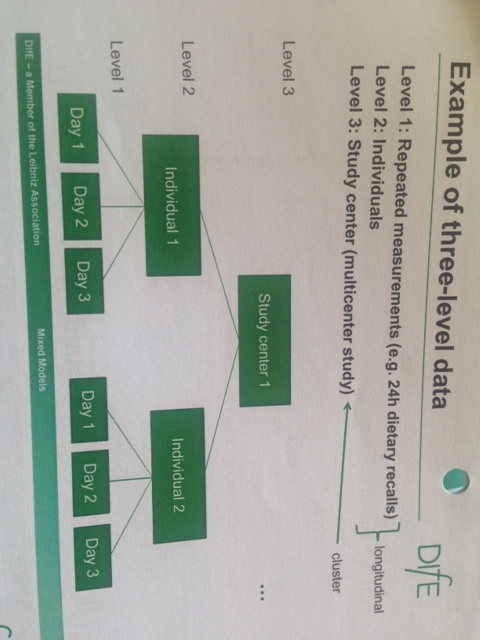 Example of three-level data
DIfE
Level 1: Repeated measurements (e.g. 24h dietary recalls)
Level 2: Individuals
longitudinal
Level 3: Study center (multicenter study)
cluster
Level 3
Study center 1
...
Level 2
Individual 1
Individual 2
Level 1
Day 1
Day 2
Day 3
Day 1
Day 2
Day 3
DIfE – a Member of the Leibniz Association
Mixed Models